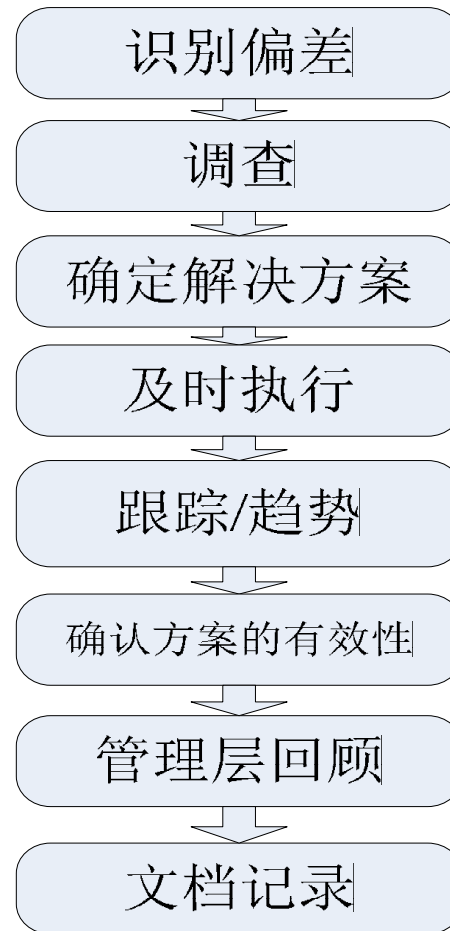 识别偏差
调查
确定解决方案
及时执行
跟踪/趋势
确认方案的有效性
管理层回顾
文档记录